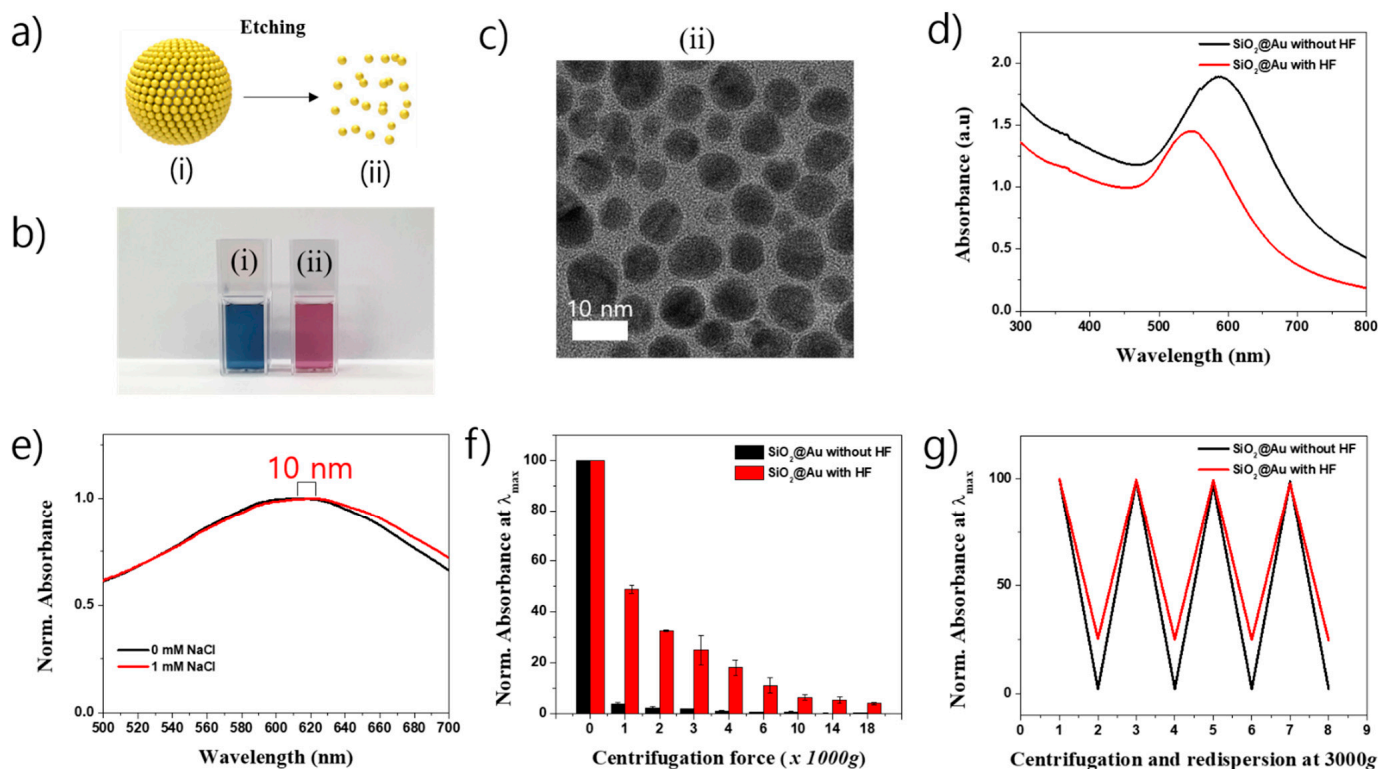 a)
Etching
(i)
(ii)
b)
(i)
(ii)
c)
(ii)
10 nm
d)
SiO2@Au without HF
SiO2@Au with HF
2.0
1.5
1.0
0.5
0.0
Absorbance (a.u)
300 400 500 600 700 800
Wavelength (nm)
e)
10 nm
1.0
0.5
0.0
Norm. Absorbance
0 mM NaCl
1 mM NaCl
500 520 540 560 580 600 620 640 660 680 700
Wavelength (nm)
f)
SiO2@Au without HF
SiO2@Au with HF
100
80
60
40
20
0
Norm. Absorbance at λmax
0 1 2 3 4 6 10 14 18
Centrifugation force ( x 1000g)
g)
SiO2@Au without HF
SiO2@Au with HF
100
50
0
Norm. Absorbance at λmax
0 1 2 3 4 5 6 7 8 9
Centrifugation and redispersion at 3000g